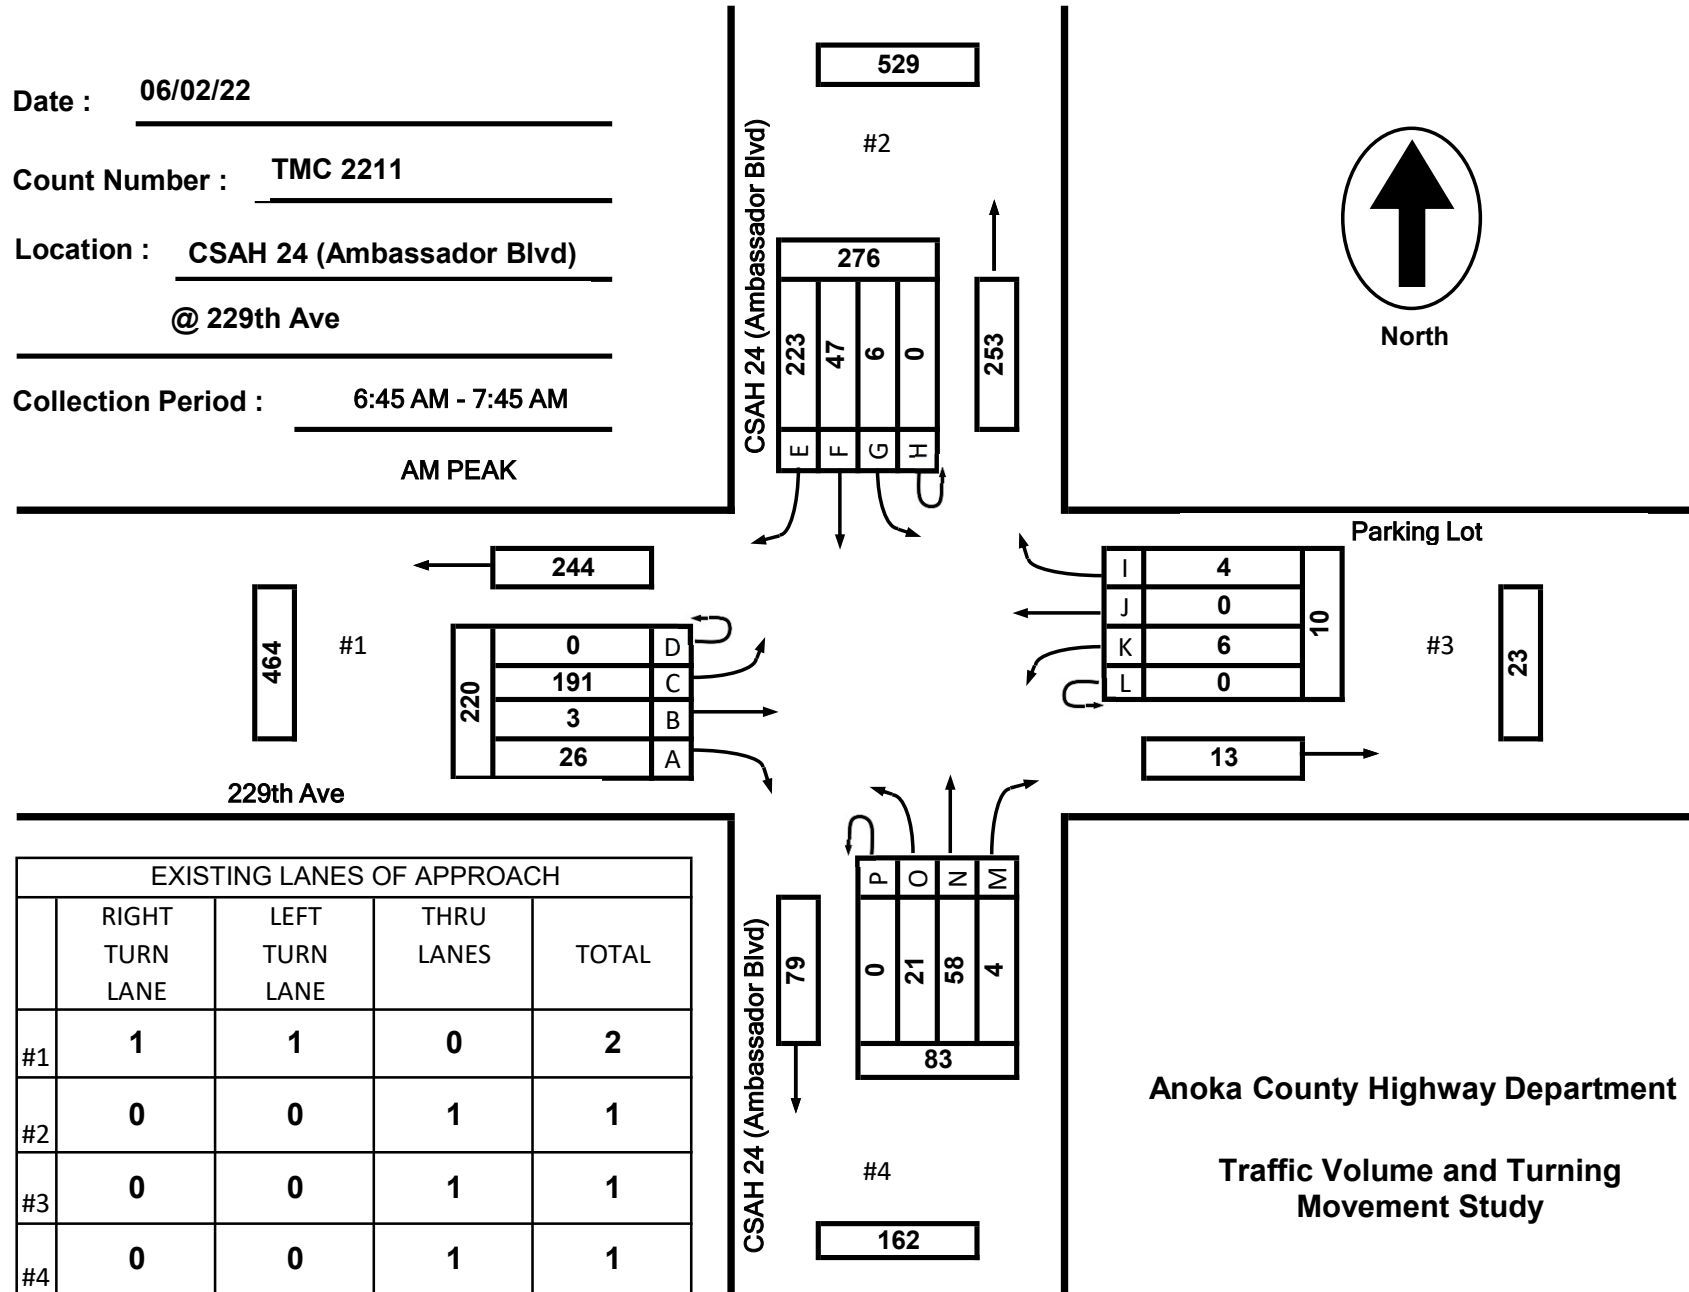 Date :
06/02/22
Count Number :
TMC 2211
Location :
CSAH 24 (Ambassador Blvd)
@ 229th Ave
Collection Period :
6:45 AM - 7:45 AM
AM PEAK
529
#2
CSAH 24 (Ambassador Blvd)
276
223
47
6
0
E
F
G
H
253
North
244
464
#1
220
0
D
191
C
3
B
26
A
229th Ave
Parking Lot
I
4
J
0
K
6
L
0
10
#3
23
13
P
O
N
M
0
21
58
4
83
79
CSAH 24 (Ambassador Blvd)
#4
162
EXISTING LANES OF APPROACH
RIGHT TURN LANE
LEFT TURN LANE
THRU LANES
TOTAL
#1 1 1 0 2
#2 0 0 1 1
#3 0 0 1 1
#4 0 0 1 1
Anoka County Highway Department
Traffic Volume and Turning
Movement Study